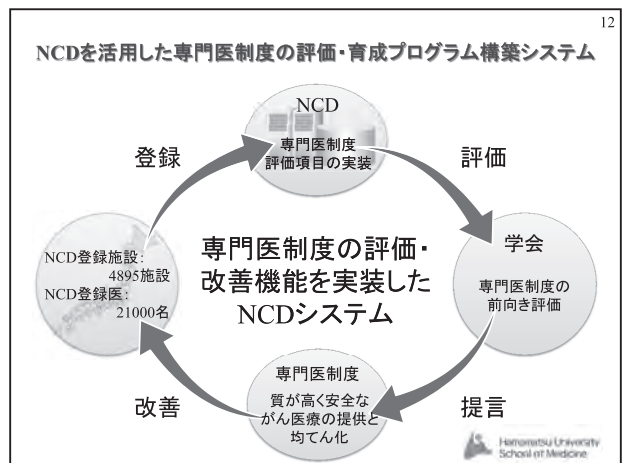 12
NCDを活用した専門医制度の評価・育成プログラム構築システム
NCD
専門医制度
評価項目の実装
登録
評価
NCD登録施設:
4895施設
NCD登録医:
21000名
専門医制度の評価・
改善機能を実装した
NCDシステム
学会
専門医制度の
前向き評価
専門医制度
質が高く安全な
がん医療の提供と
均てん化
改善
提言
Hamamatsu University
School of Medicine